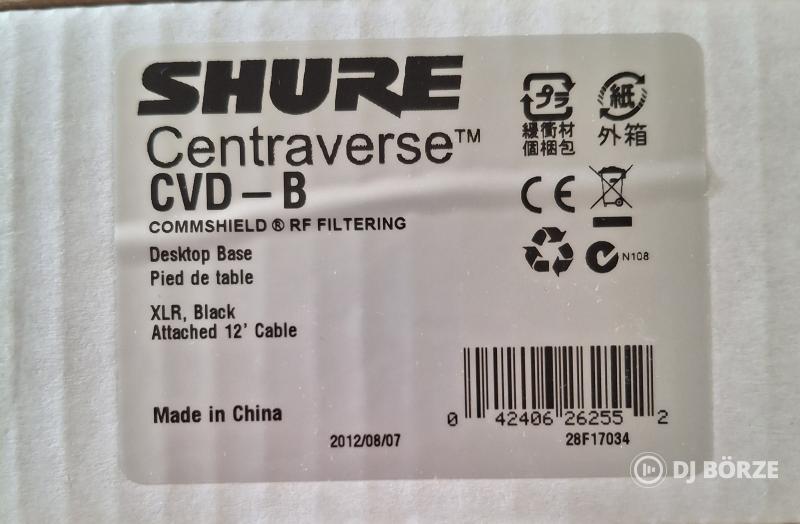 SHURE
Centraverse™
CVD – B
COMMSHIELD ® RF FILTERING
Desktop Base
Pied de table
XLR, Black
Attached 12' Cable
Made in China
2012/08/07
プラ
緩衝材
個梱包
紙
外箱
CE
N108
0 42406 26255 2
28F17034
DJ BÖRZE